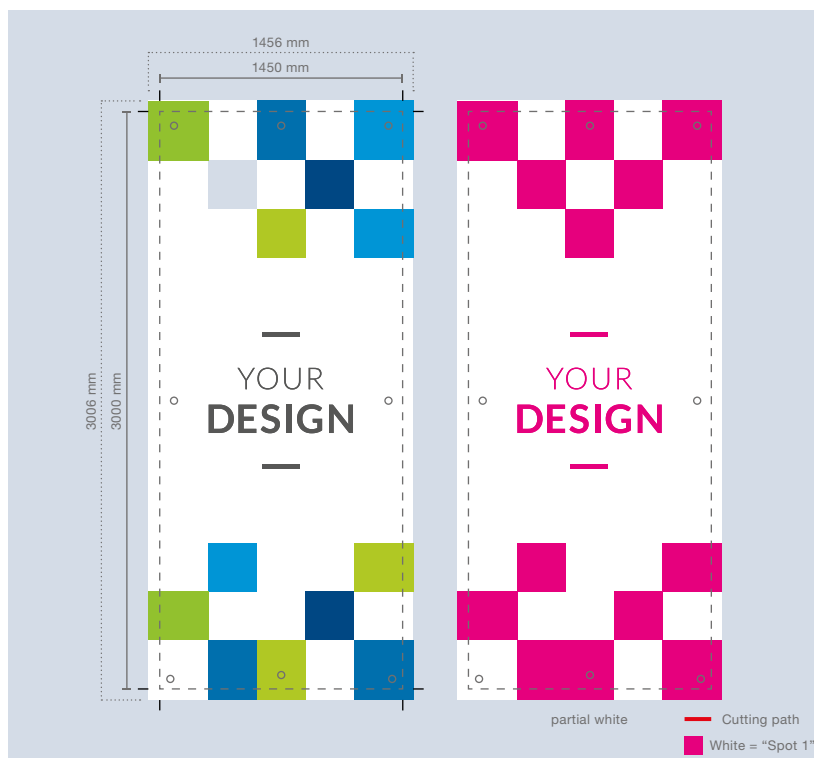 1456 mm
1450 mm
3006 mm
3000 mm
YOUR
DESIGN
YOUR
DESIGN
partial white
Cutting path
White = “Spot 1”